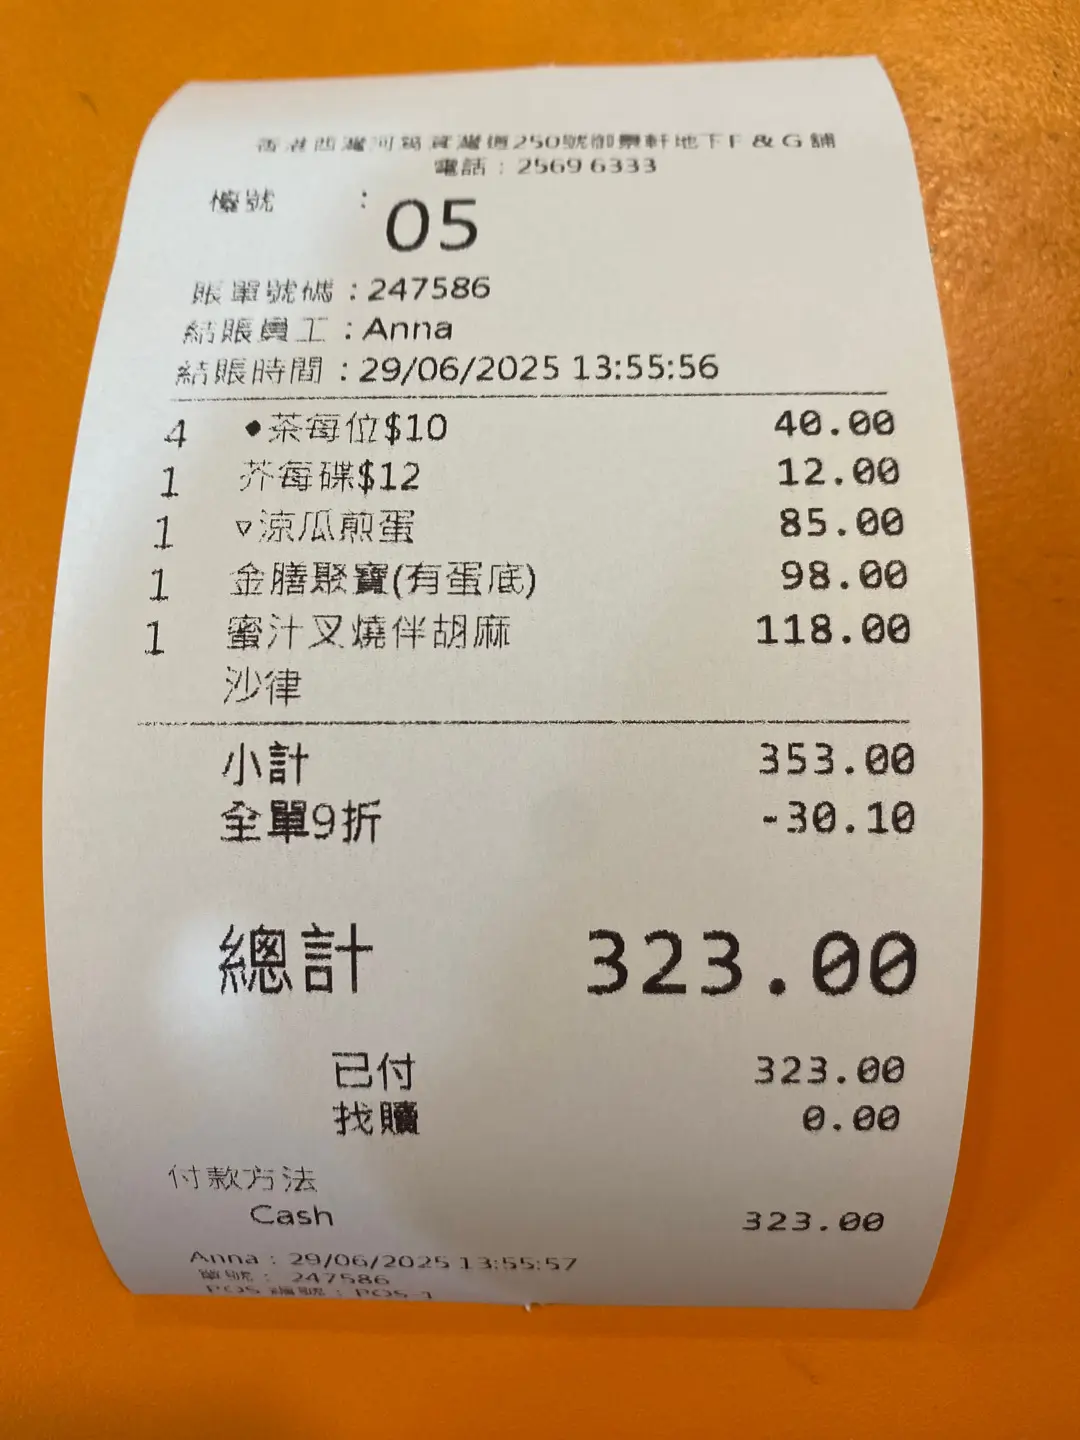 香港西灣河筲箕灣道250號御景軒地下F & G 舖
電話 : 2569 6333
檯號 : 05
賬單號碼 : 247586
結賬員工 : Anna
結賬時間 : 29/06/2025 13:55:56
4 ◆茶每位$10 40.00
1 芥每碟$12 12.00
1 ▽涼瓜煎蛋 85.00
1 金膳聚寶(有蛋底) 98.00
1 蜜汁叉燒伴胡麻 118.00
沙律
小計 353.00
全單9折 -30.10
總計 323.00
已付 323.00
找贖 0.00
付款方法
Cash 323.00
Anna : 29/06/2025 13:55:57
單號 : 247586
POS 編號 : POS-1